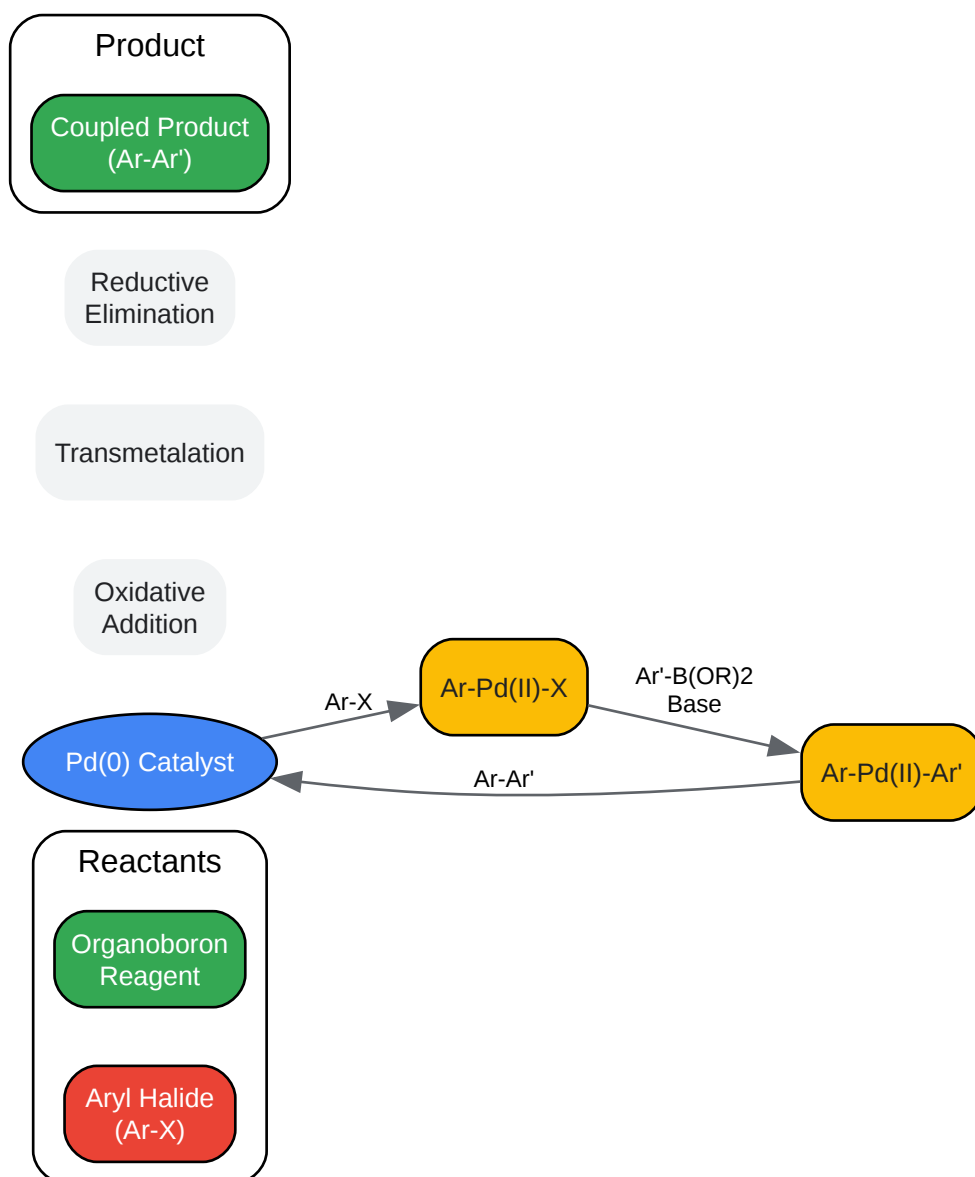 Product
Coupled Product
(Ar-Ar')
Reductive
Elimination
Transmetalation
Oxidative
Addition
Ar-X
Ar-Pd(II)-X
Ar'-B(OR)2
Base
Pd(0) Catalyst
Ar-Ar'
Ar-Pd(II)-Ar'
Reactants
Organoboron
Reagent
Aryl Halide
(Ar-X)